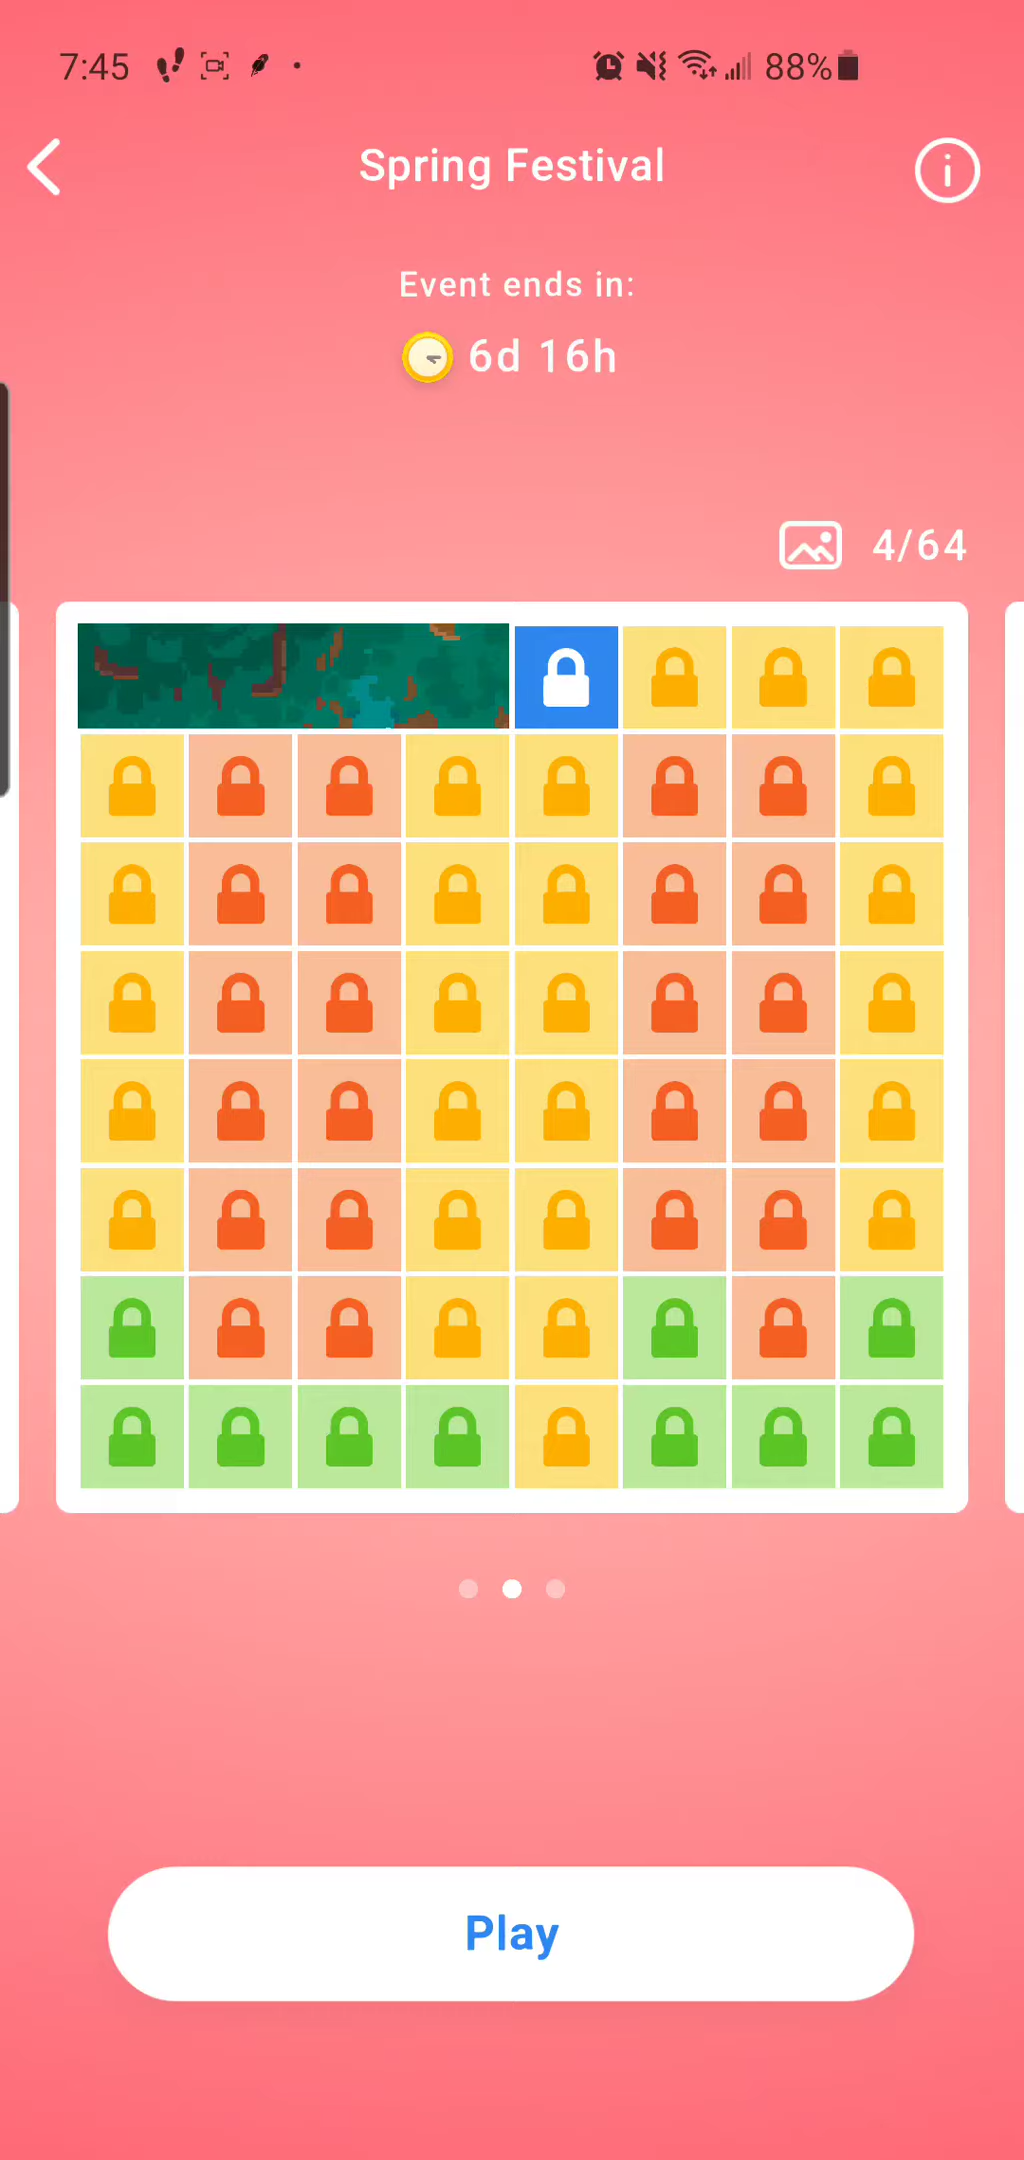 7:45
88%
Spring Festival
Event ends in:
6d 16h
4/64
Play